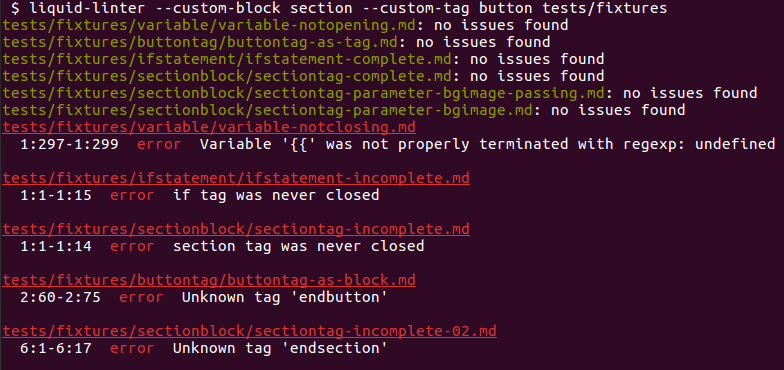 $ liquid-linter --custom-block section --custom-tag button tests/fixtures
tests/fixtures/variable/variable-notopening.md: no issues found
tests/fixtures/buttontag/buttontag-as-tag.md: no issues found
tests/fixtures/ifstatement/ifstatement-complete.md: no issues found
tests/fixtures/sectionblock/sectiontag-complete.md: no issues found
tests/fixtures/sectionblock/sectiontag-parameter-bgimage-passing.md: no issues found
tests/fixtures/sectionblock/sectiontag-parameter-bgimage.md: no issues found
tests/fixtures/variable/variable-notclosing.md
1:297-1:299 error Variable '{{' was not properly terminated with regexp: undefined
tests/fixtures/ifstatement/ifstatement-incomplete.md
1:1-1:15 error if tag was never closed
tests/fixtures/sectionblock/sectiontag-incomplete.md
1:1-1:14 error section tag was never closed
tests/fixtures/buttontag/buttontag-as-block.md
2:60-2:75 error Unknown tag 'endbutton'
tests/fixtures/sectionblock/sectiontag-incomplete-02.md
6:1-6:17 error Unknown tag 'endsection'